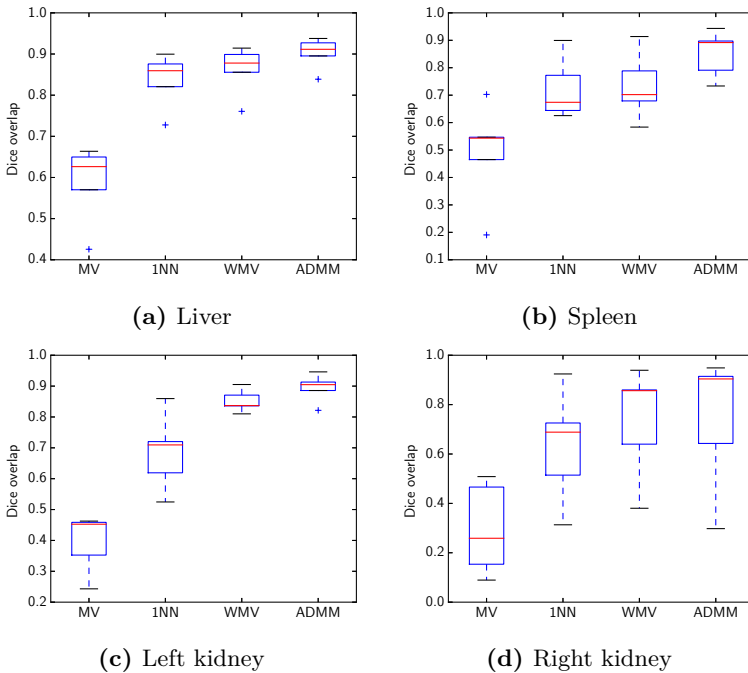 1.0
0.9
0.8
0.7
0.6
0.5
0.4
Dice overlap
MV 1NN WMV ADMM
(a) Liver
1.0
0.9
0.8
0.7
0.6
0.5
0.4
0.3
0.2
0.1
Dice overlap
MV 1NN WMV ADMM
(b) Spleen
1.0
0.9
0.8
0.7
0.6
0.5
0.4
0.3
0.2
Dice overlap
MV 1NN WMV ADMM
(c) Left kidney
1.0
0.8
0.6
0.4
0.2
0.0
Dice overlap
MV 1NN WMV ADMM
(d) Right kidney